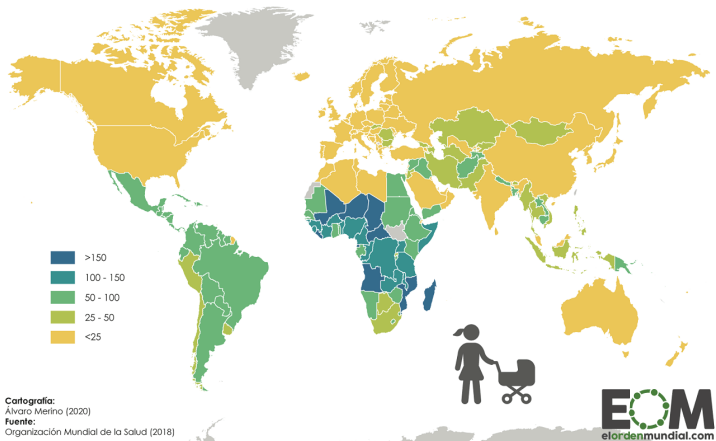 >150
100 - 150
50 - 100
25 - 50
<25
Cartografía:
Álvaro Merino (2020)
Fuente:
Organización Mundial de la Salud (2018)
EOM
elordenmundial.com